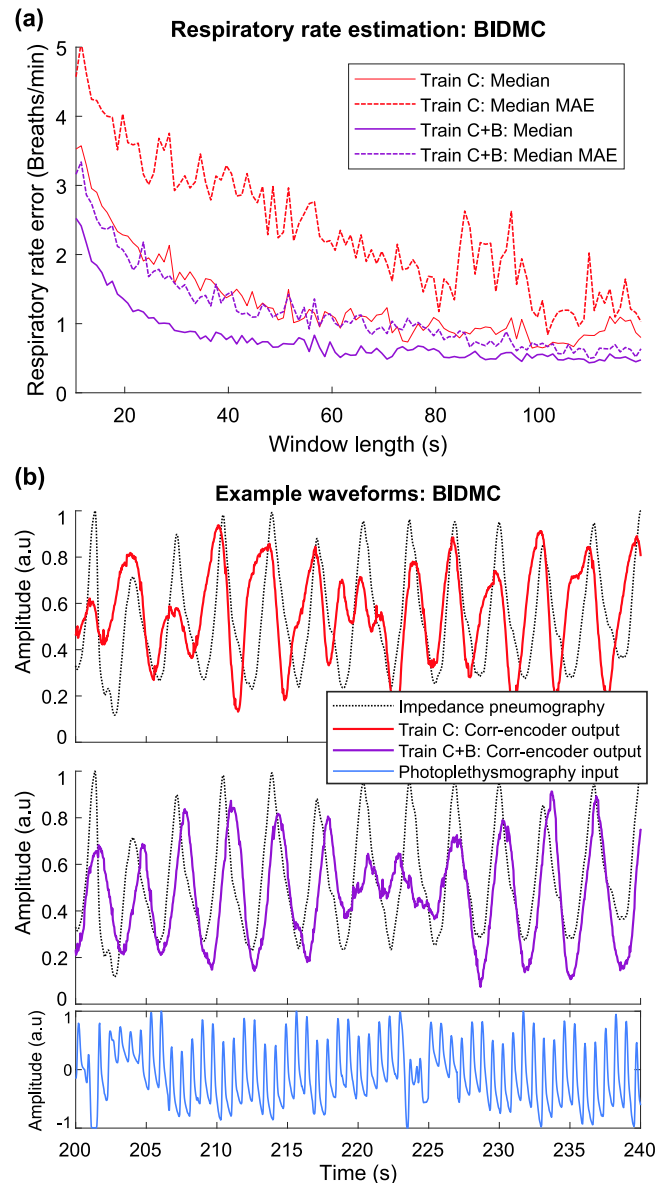 (a)
Respiratory rate estimation: BIDMC
Respiratory rate error (Breaths/min)
5
4
3
2
1
0
Train C: Median
Train C: Median MAE
Train C+B: Median
Train C+B: Median MAE
20 40 60 80 100
Window length (s)
(b)
Example waveforms: BIDMC
Amplitude (a.u)
1
0.8
0.6
0.4
0.2
0
Impedance pneumography
Train C: Corr-encoder output
Train C+B: Corr-encoder output
Photoplethysmography input
Amplitude (a.u)
1
0.8
0.6
0.4
0.2
0
Amplitude (a.u)
1
0
-1
200 205 210 215 220 225 230 235 240
Time (s)